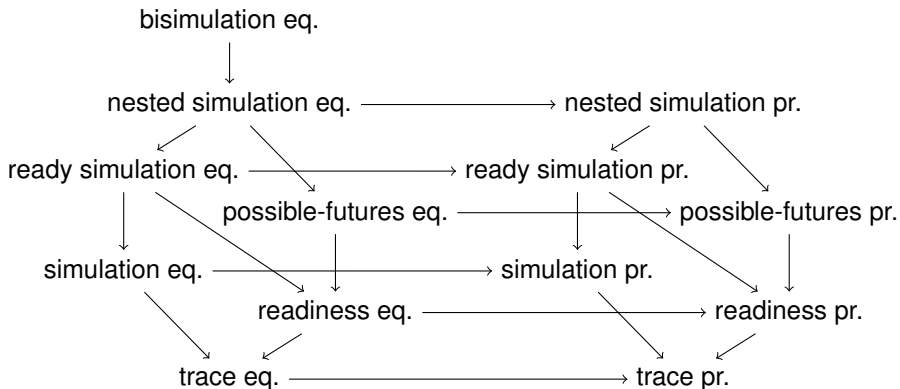 bisimulation eq.
nested simulation eq. nested simulation pr.
ready simulation eq. ready simulation pr.
possible-futures eq. possible-futures pr.
simulation eq. simulation pr.
readiness eq. readiness pr.
trace eq. trace pr.